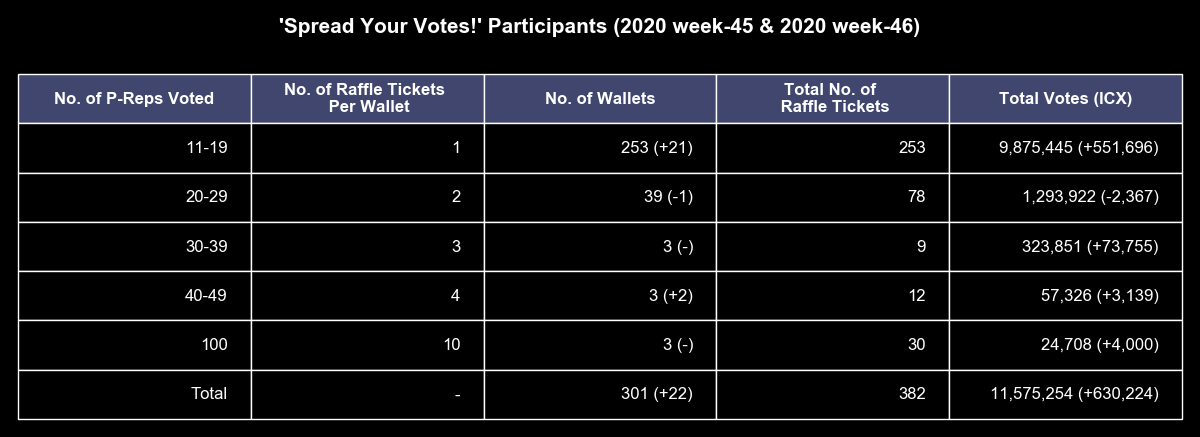 'Spread Your Votes!' Participants (2020 week-45 & 2020 week-46)
No. of P-Reps Voted
No. of Raffle Tickets
Per Wallet
No. of Wallets
Total No. of
Raffle Tickets
Total Votes (ICX)
11-19 1 253 (+21) 253 9,875,445 (+551,696)
20-29 2 39 (-1) 78 1,293,922 (-2,367)
30-39 3 3 (-) 9 323,851 (+73,755)
40-49 4 3 (+2) 12 57,326 (+3,139)
100 10 3 (-) 30 24,708 (+4,000)
Total - 301 (+22) 382 11,575,254 (+630,224)